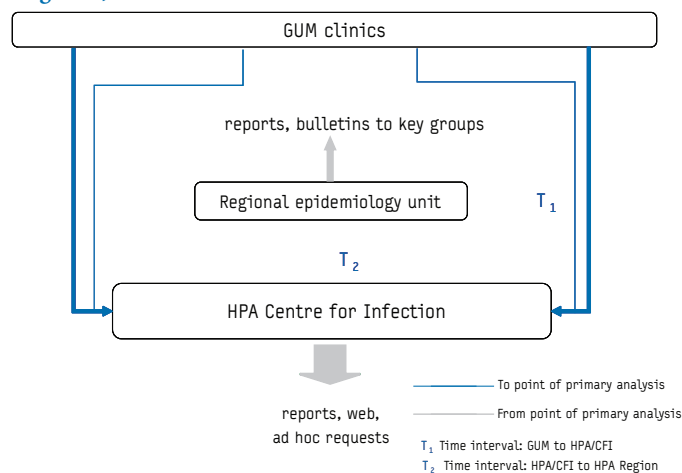 GUM clinics
reports, bulletins to key groups
Regional epidemiology unit
T1
T2
HPA Centre for Infection
To point of primary analysis
From point of primary analysis
reports, web,
ad hoc requests
T1 Time interval: GUM to HPA/CFI
T2 Time interval: HPA/CFI to HPA Region